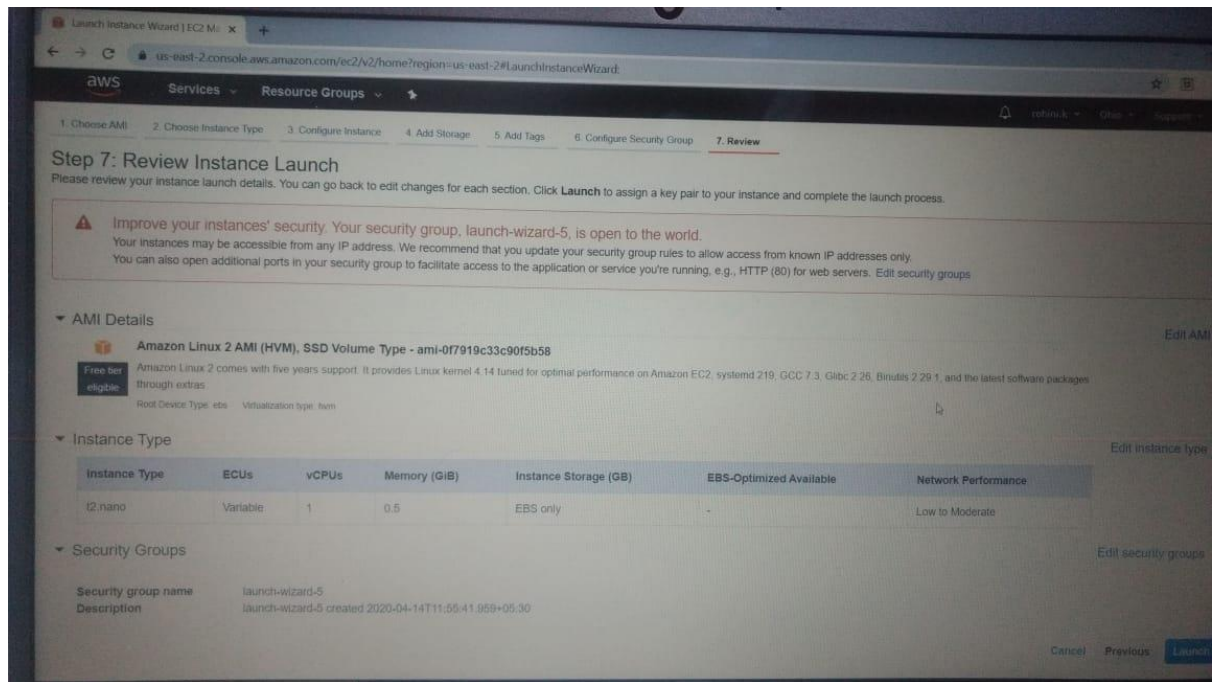 Launch Instance Wizard | EC2 Ma
us-east-2.console.aws.amazon.com/ec2/v2/home?region=us-east-2#LaunchInstanceWizard:
aws Services Resource Groups rohini.k Ohio Support
1. Choose AMI 2. Choose Instance Type 3. Configure Instance 4. Add Storage 5. Add Tags 6. Configure Security Group 7. Review
Step 7: Review Instance Launch
Please review your instance launch details. You can go back to edit changes for each section. Click Launch to assign a key pair to your instance and complete the launch process.
Improve your instances' security. Your security group, launch-wizard-5, is open to the world.
Your instances may be accessible from any IP address. We recommend that you update your security group rules to allow access from known IP addresses only.
You can also open additional ports in your security group to facilitate access to the application or service you're running, e.g., HTTP (80) for web servers. Edit security groups
AMI Details
Edit AMI
Amazon Linux 2 AMI (HVM), SSD Volume Type - ami-0f7919c33c90f5b58
Free tier eligible
Amazon Linux 2 comes with five years support. It provides Linux kernel 4.14 tuned for optimal performance on Amazon EC2, systemd 219, GCC 7.3, Glibc 2.26, Binutils 2.29.1, and the latest software packages
through extras
Root Device Type: ebs Virtualization type: hvm
Instance Type
Edit instance type
Instance Type ECUs vCPUs Memory (GiB) Instance Storage (GB) EBS-Optimized Available Network Performance
t2.nano Variable 1 0.5 EBS only - Low to Moderate
Security Groups
Edit security groups
Security group name launch-wizard-5
Description launch-wizard-5 created 2020-04-14T11:55:41.959+05:30
Cancel Previous Launch